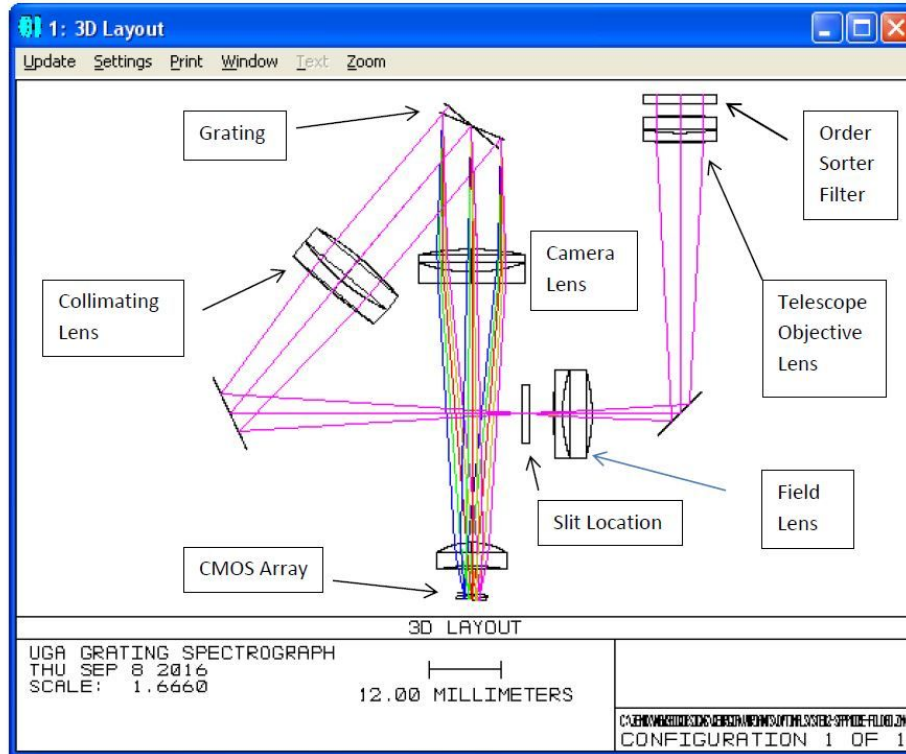 1: 3D Layout
Update Settings Print Window Text Zoom
Grating
Order
Sorter
Filter
Camera
Lens
Collimating
Lens
Telescope
Objective
Lens
Slit Location
Field
Lens
CMOS Array
3D LAYOUT
UGA GRATING SPECTROGRAPH
THU SEP 8 2016
SCALE: 1.6660
12.00 MILLIMETERS
CONFIGURATION 1 OF 1